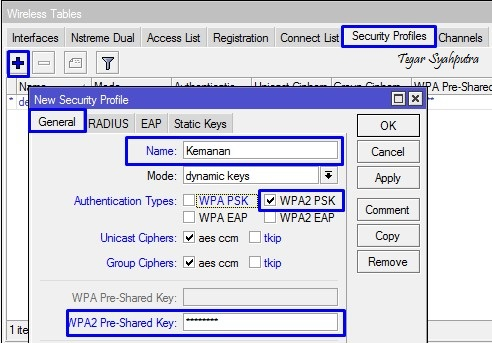 Wireless Tables
Interfaces Nstreme Dual Access List Registration Connect List Security Profiles Channels
Tegar Syahputra
Name Authenticatio Unicast Ciphers Group Ciphers WPA Pre-Shared
* de
New Security Profile
General RADIUS EAP Static Keys
OK
Name: Kemanan
Cancel
Mode: dynamic keys
Apply
Authentication Types: WPA PSK WPA2 PSK
WPA EAP WPA2 EAP
Comment
Unicast Ciphers: aes ccm tkip
Copy
Group Ciphers: aes ccm tkip
Remove
WPA Pre-Shared Key:
WPA2 Pre-Shared Key: ********
1 ite